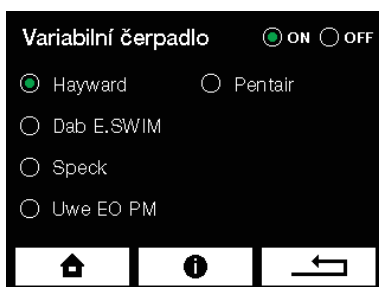 Variabilní čerpadlo ON OFF
Hayward Pentair
Dab E.SWIM
Speck
Uwe EO PM